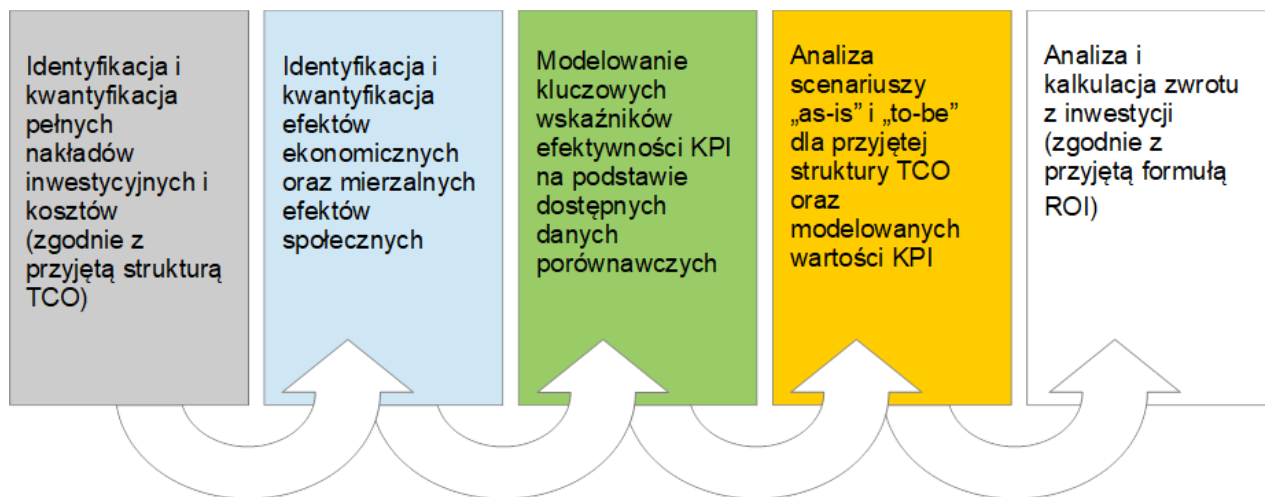 Identyfikacja i
kwantyfikacja
pełnych
nakładów
inwestycyjnych i
kosztów
(zgodnie z
przyjętą strukturą
TCO)
Identyfikacja i
kwantyfikacja
efektów
ekonomicznych
oraz mierzalnych
efektów
społecznych
Modelowanie
kluczowych
wskaźników
efektywności KPI
na podstawie
dostępnych
danych
porównawczych
Analiza
scenariuszy
„as-is” i „to-be”
dla przyjętej
struktury TCO
oraz
modelowanych
wartości KPI
Analiza i
kalkulacja zwrotu
z inwestycji
(zgodnie z
przyjętą formułą
ROI)